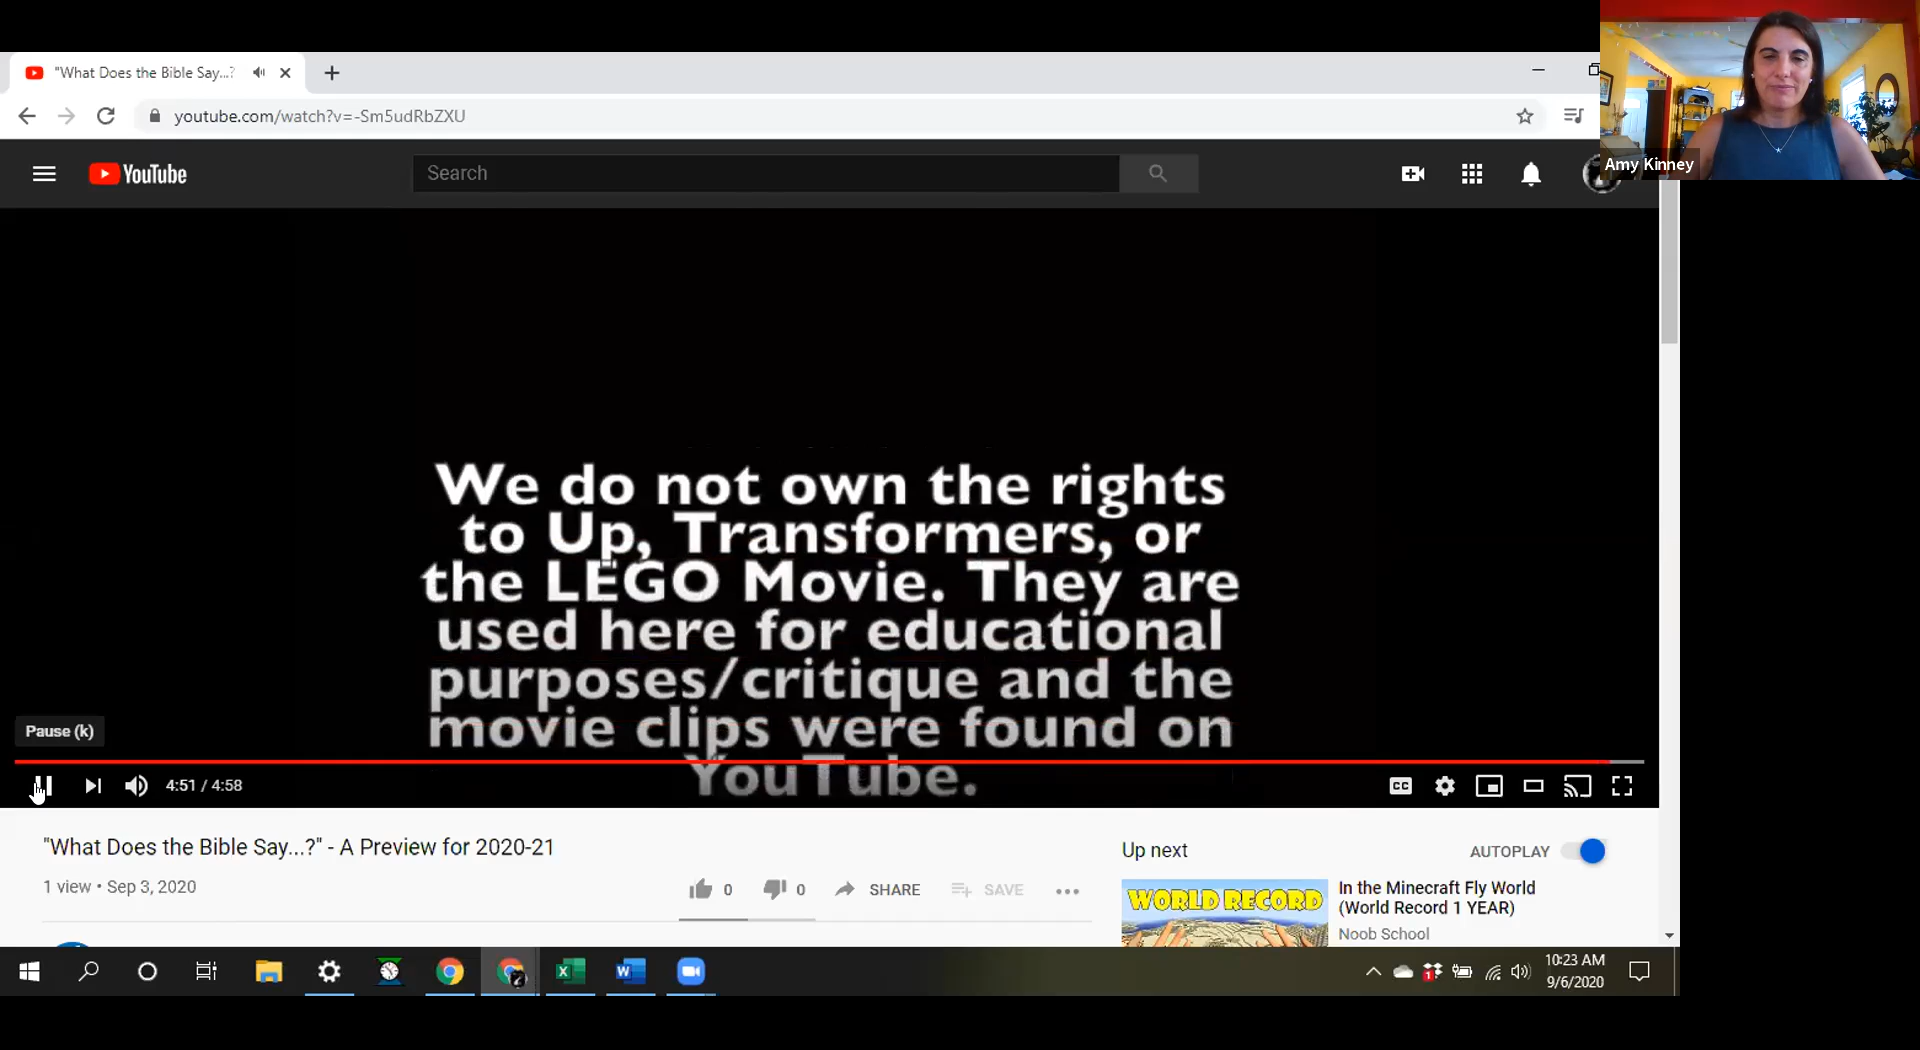 "What Does the Bible Say...?
youtube.com/watch?v=-Sm5udRbZXU
Amy Kinney
YouTube
Search
We do not own the rights
to Up, Transformers, or
the LEGO Movie. They are
used here for educational
purposes/critique and the
movie clips were found on
YouTube.
Pause (k)
4:51 / 4:58
CC
"What Does the Bible Say...?" - A Preview for 2020-21
1 view • Sep 3, 2020
0
0
SHARE
SAVE
Up next
AUTOPLAY
WORLD RECORD
In the Minecraft Fly World
(World Record 1 YEAR)
Noob School
10:23 AM
9/6/2020